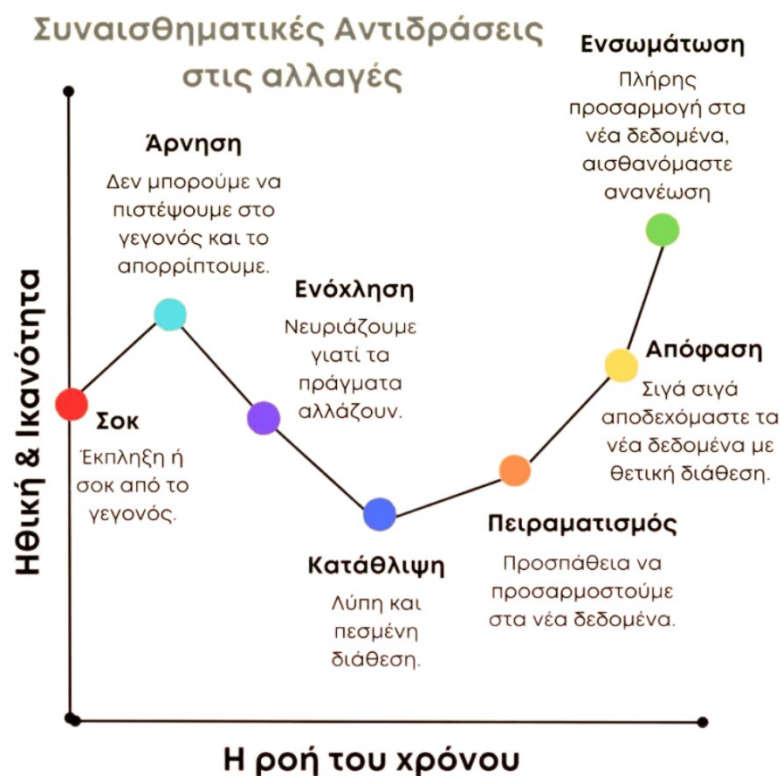 Συναισθηματικές Αντιδράσεις
στις αλλαγές
Ηθική & Ικανότητα
Σοκ
Έκπληξη ή
σοκ από το
γεγονός.
Άρνηση
Δεν μπορούμε να
πιστέψουμε στο
γεγονός και το
απορρίπτουμε.
Ενόχληση
Νευριάζουμε
γιατί τα
πράγματα
αλλάζουν.
Κατάθλιψη
Λύπη και
πεσμένη
διάθεση.
Πειραματισμός
Προσπάθεια να
προσαρμοστούμε
στα νέα δεδομένα.
Απόφαση
Σιγά σιγά
αποδεχόμαστε τα
νέα δεδομένα με
θετική διάθεση.
Ενσωμάτωση
Πλήρης
προσαρμογή στα
νέα δεδομένα,
αισθανόμαστε
ανανέωση
Η ροή του χρόνου